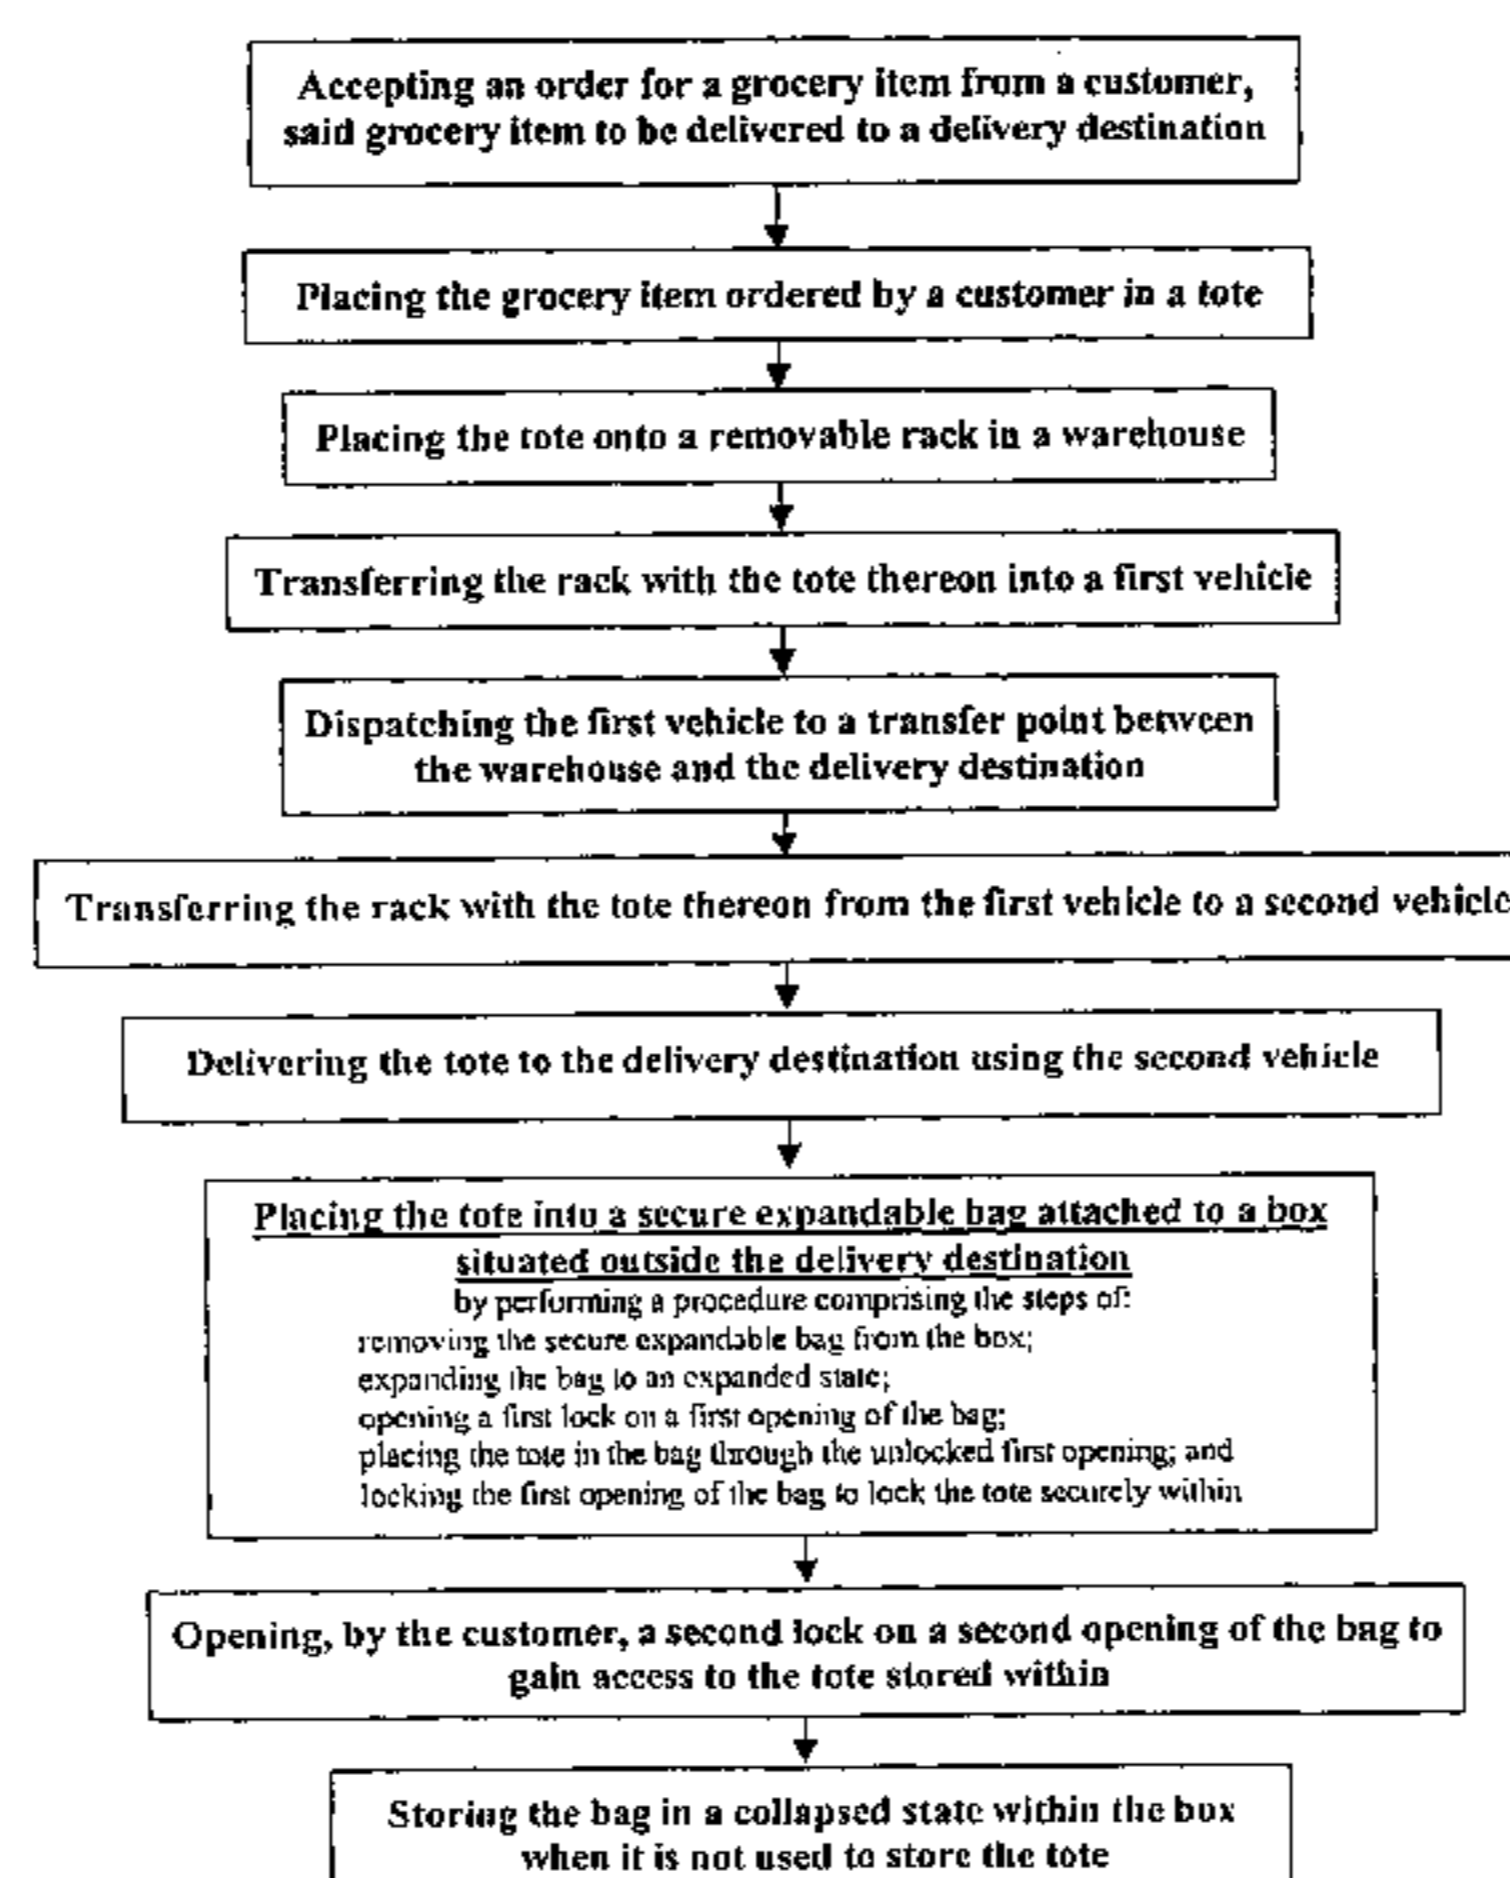 Accepting an order for a grocery item from a customer,
said grocery item to be delivered to a delivery destination
Placing the grocery item ordered by a customer in a tote
Placing the tote onto a removable rack in a warehouse
Transferring the rack with the tote thereon into a first vehicle
Dispatching the first vehicle to a transfer point between
the warehouse and the delivery destination
Transferring the rack with the tote thereon from the first vehicle to a second vehicle
Delivering the tote to the delivery destination using the second vehicle
Placing the tote into a secure expandable bag attached to a box
situated outside the delivery destination
by performing a procedure comprising the steps of:
removing the secure expandable bag from the box;
expanding the bag to an expanded state;
opening a first lock on a first opening of the bag;
placing the tote in the bag through the unlocked first opening; and
locking the first opening of the bag to lock the tote securely within
Opening, by the customer, a second lock on a second opening of the bag to
gain access to the tote stored within
Storing the bag in a collapsed state within the box
when it is not used to store the tote